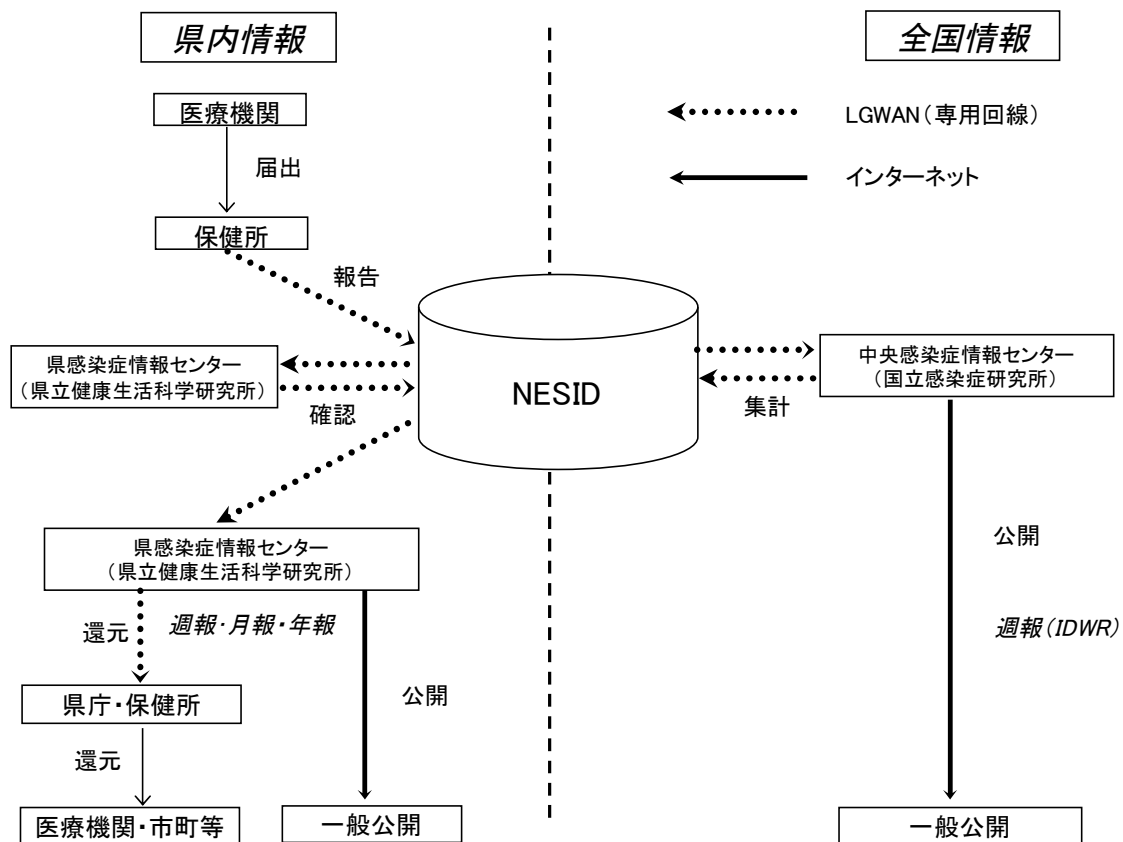 県内情報
全国情報
医療機関
LGWAN（専用回線）
届出
インターネット
保健所
報告
県感染症情報センター
（県立健康生活科学研究所）
確認
NESID
中央感染症情報センター
（国立感染症研究所）
集計
県感染症情報センター
（県立健康生活科学研究所）
還元
週報・月報・年報
公開
公開
週報（IDWR）
県庁・保健所
還元
医療機関・市町等
一般公開
一般公開